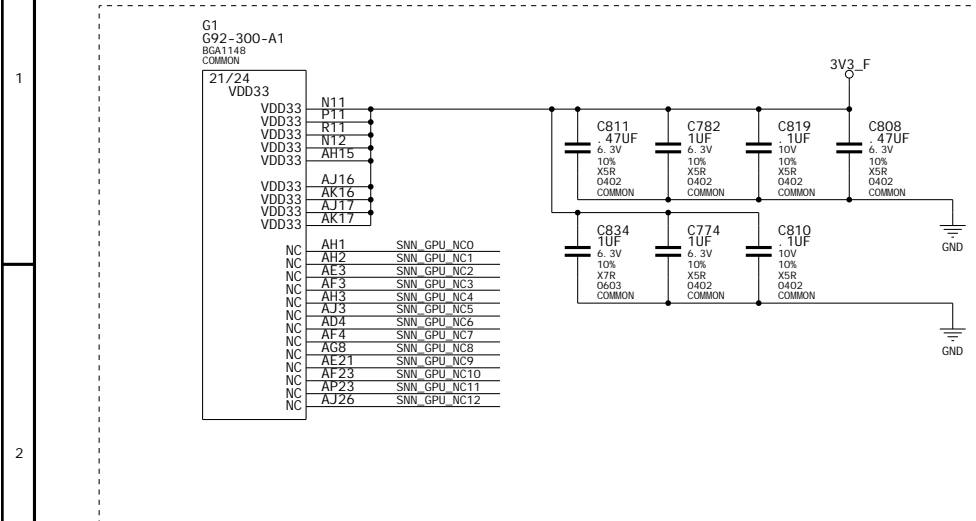 G1
G92-300-A1
BGA1148
COMMON
21/24
VDD33
VDD33 N11
VDD33 P11
VDD33 R11
VDD33 N12
VDD33 AH15
VDD33 AJ16
VDD33 AK16
VDD33 AJ17
VDD33 AK17
NC AH1 SNN_GPU_NC0
NC AH2 SNN_GPU_NC1
NC AE3 SNN_GPU_NC2
NC AF3 SNN_GPU_NC3
NC AH3 SNN_GPU_NC4
NC AJ3 SNN_GPU_NC5
NC AD4 SNN_GPU_NC6
NC AF4 SNN_GPU_NC7
NC AG8 SNN_GPU_NC8
NC AE21 SNN_GPU_NC9
NC AF23 SNN_GPU_NC10
NC AP23 SNN_GPU_NC11
NC AJ26 SNN_GPU_NC12
3V3_F
C811
.47UF
6.3V
10%
X5R
0402
COMMON
C782
1UF
6.3V
10%
X5R
0402
COMMON
C819
.1UF
10V
10%
X5R
0402
COMMON
C808
.47UF
6.3V
10%
X5R
0402
COMMON
GND
C834
1UF
6.3V
10%
X7R
0603
COMMON
C774
1UF
6.3V
10%
X5R
0402
COMMON
C810
.1UF
10V
10%
X5R
0402
COMMON
GND
1
2